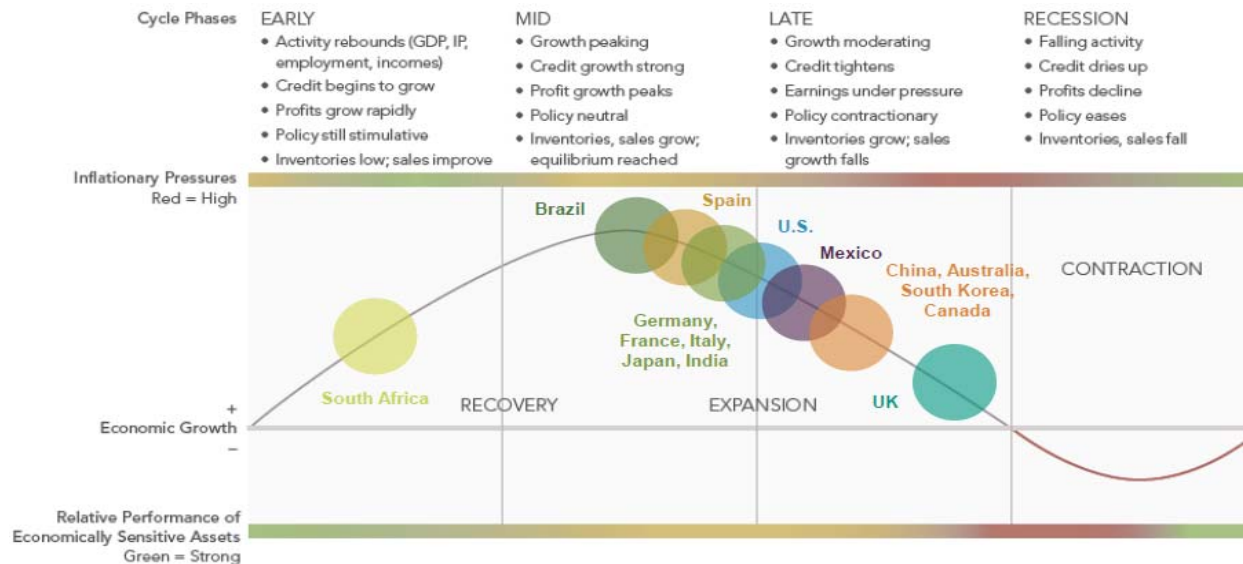 Cycle Phases
EARLY
• Activity rebounds (GDP, IP,
employment, incomes)
• Credit begins to grow
• Profits grow rapidly
• Policy still stimulative
• Inventories low; sales improve
MID
• Growth peaking
• Credit growth strong
• Profit growth peaks
• Policy neutral
• Inventories, sales grow;
equilibrium reached
LATE
• Growth moderating
• Credit tightens
• Earnings under pressure
• Policy contractionary
• Inventories grow; sales
growth falls
RECESSION
• Falling activity
• Credit dries up
• Profits decline
• Policy eases
• Inventories, sales fall
Inflationary Pressures
Red = High
Brazil
Spain
U.S.
Mexico
China, Australia,
South Korea,
Canada
CONTRACTION
Germany,
France, Italy,
Japan, India
South Africa
RECOVERY
EXPANSION
UK
+
Economic Growth
–
Relative Performance of
Economically Sensitive Assets
Green = Strong